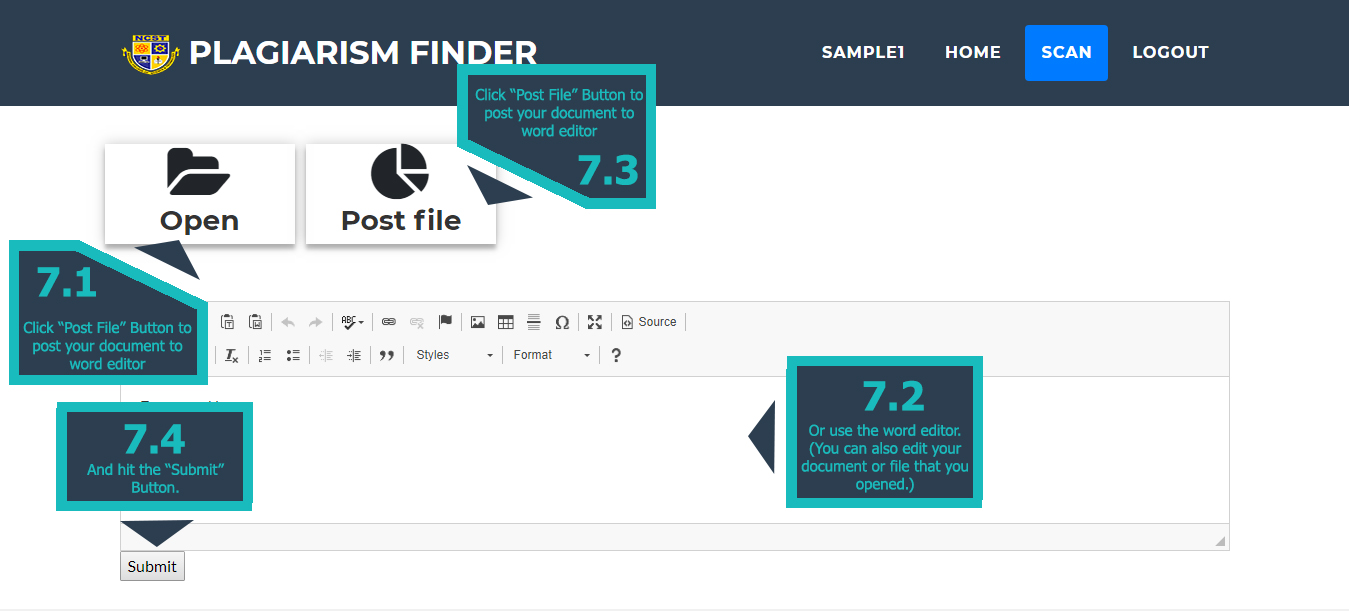 NCST
PLAGIARISM FINDER
SAMPLE1 HOME SCAN LOGOUT
Click “Post File” Button to
post your document to
word editor
7.3
Open
Post file
7.1
Click “Post File” Button to
post your document to
word editor
ABC
Source
Styles
Format
?
7.2
Or use the word editor.
(You can also edit your
document or file that you
opened.)
7.4
And hit the “Submit”
Button.
Submit